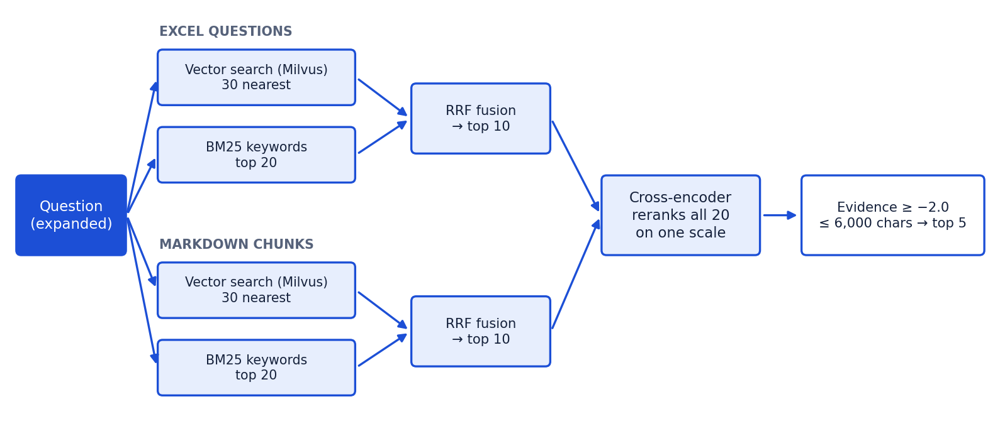 EXCEL QUESTIONS
Vector search (Milvus)
30 nearest
BM25 keywords
top 20
RRF fusion
→ top 10
Question
(expanded)
MARKDOWN CHUNKS
Vector search (Milvus)
30 nearest
BM25 keywords
top 20
RRF fusion
→ top 10
Cross-encoder
reranks all 20
on one scale
Evidence ≥ −2.0
≤ 6,000 chars → top 5